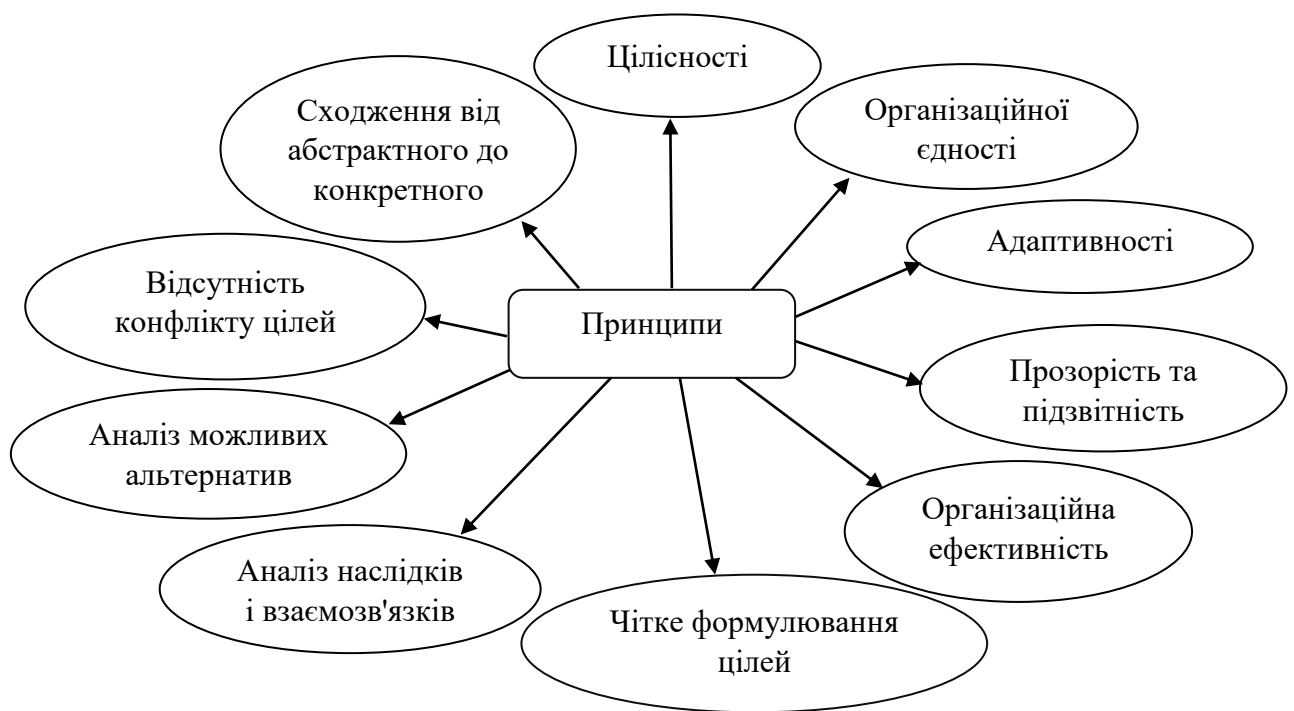 Цілісності
Сходження від
абстрактного до
конкретного
Організаційної
єдності
Адаптивності
Відсутність
конфлікту цілей
Принципи
Прозорість та
підзвітність
Аналіз можливих
альтернатив
Організаційна
ефективність
Аналіз наслідків
і взаємозв'язків
Чітке формулювання
цілей